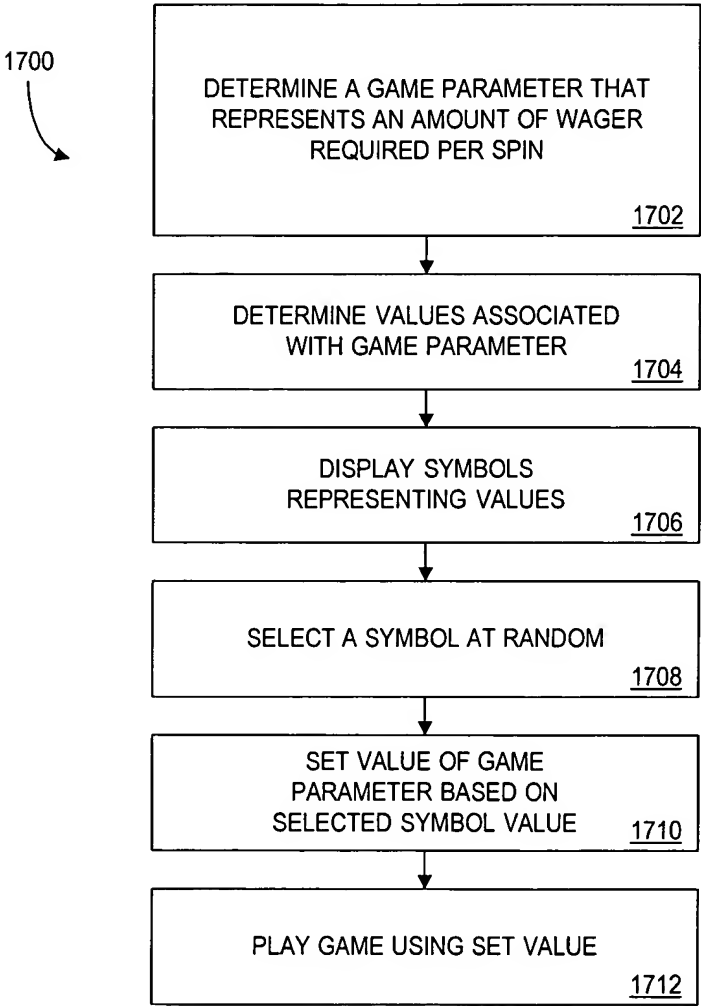 1700
DETERMINE A GAME PARAMETER THAT
REPRESENTS AN AMOUNT OF WAGER
REQUIRED PER SPIN
1702
DETERMINE VALUES ASSOCIATED
WITH GAME PARAMETER
1704
DISPLAY SYMBOLS
REPRESENTING VALUES
1706
SELECT A SYMBOL AT RANDOM
1708
SET VALUE OF GAME
PARAMETER BASED ON
SELECTED SYMBOL VALUE
1710
PLAY GAME USING SET VALUE
1712